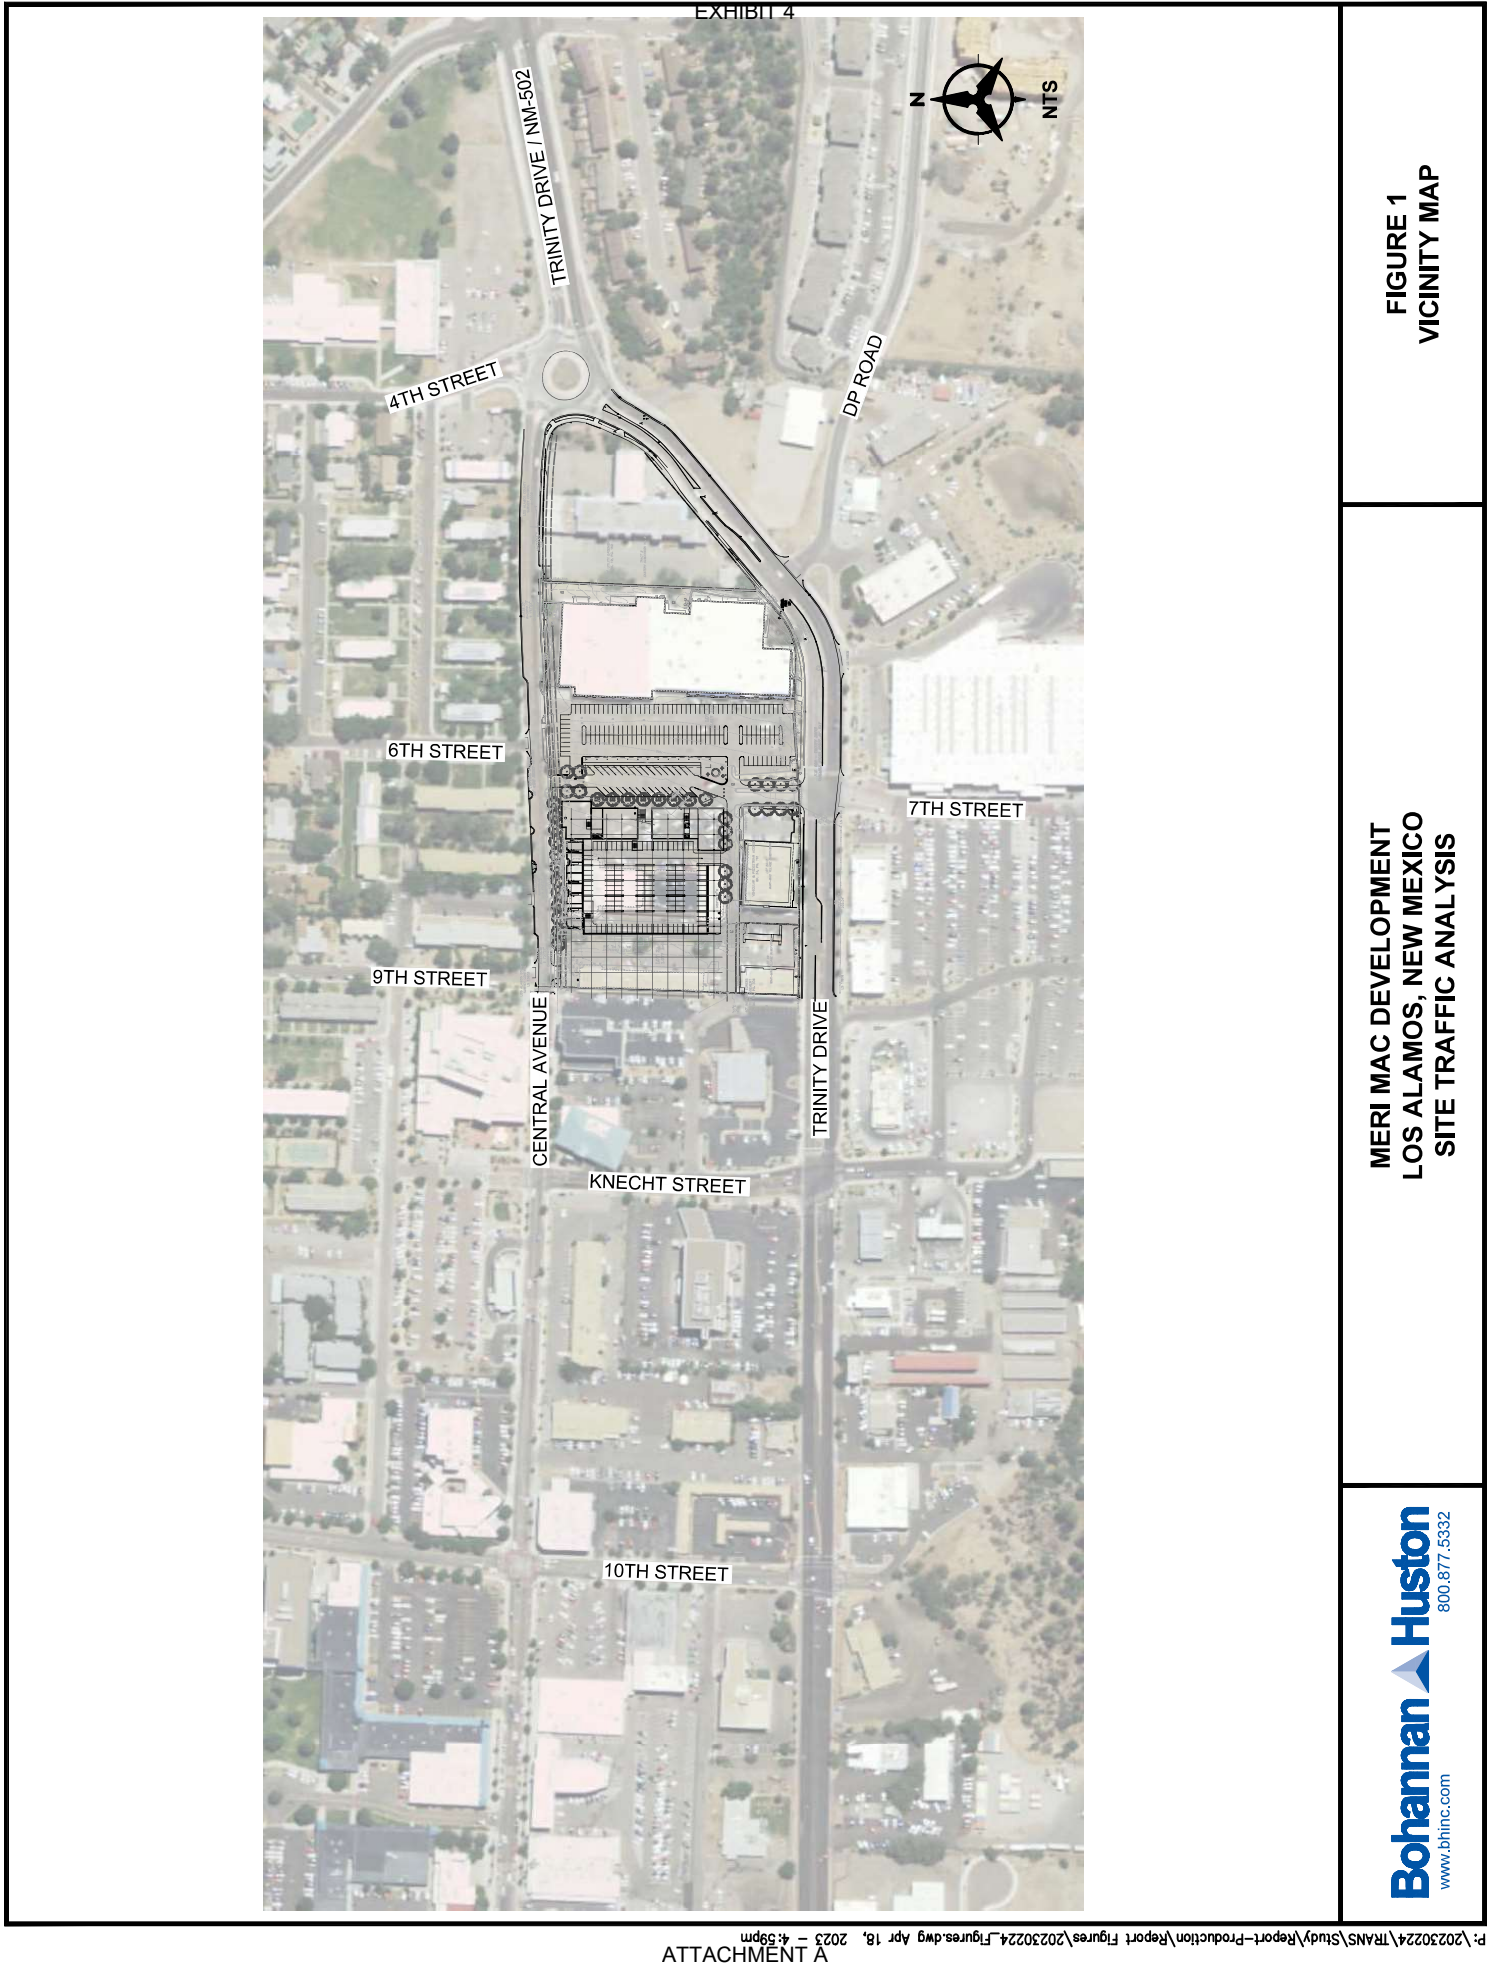 EXHIBIT 4
TRINITY DRIVE / NM-502
N
NTS
4TH STREET
DP ROAD
6TH STREET
7TH STREET
9TH STREET
CENTRAL AVENUE
TRINITY DRIVE
KNECHT STREET
10TH STREET
FIGURE 1
VICINITY MAP
MERI MAC DEVELOPMENT
LOS ALAMOS, NEW MEXICO
SITE TRAFFIC ANALYSIS
Bohannan Huston
www.bhinc.com 800.877.5332
P:\20230224\TRANS\Study\Report-Production\Report Figures\20230224_Figures.dwg Apr 18, 2023 - 4:59pm
ATTACHMENT A